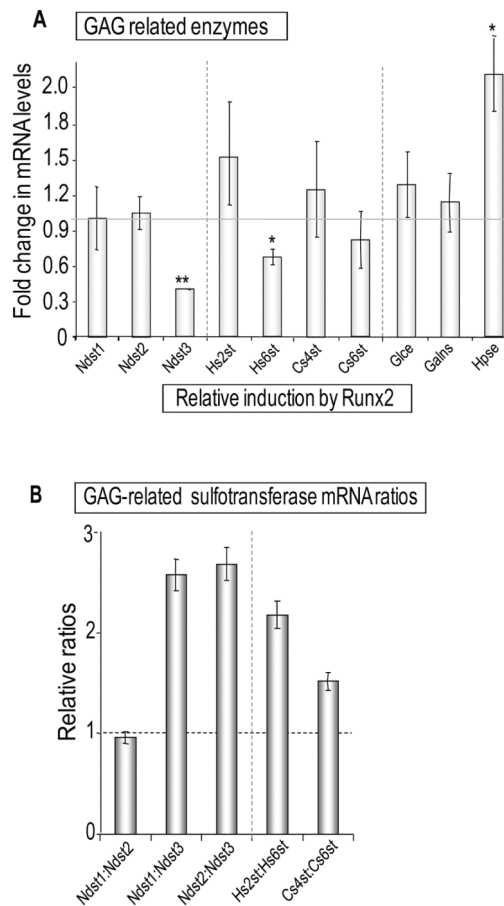 A
GAG related enzymes
Fold change in mRNA levels
2.0
1.8
1.5
1.2
0.9
0.6
0.3
0
**
*
*
Ndst1
Ndst2
Ndst3
Hs2st
Hs6st
Cs4st
Cs6st
Glce
Galns
Hpse
Relative induction by Runx2
B
GAG-related sulfotransferase mRNA ratios
Relative ratios
3
2
1
0
Ndst1:Ndst2
Ndst1:Ndst3
Ndst2:Ndst3
Hs2st:Hs6st
Cs4st:Cs6st